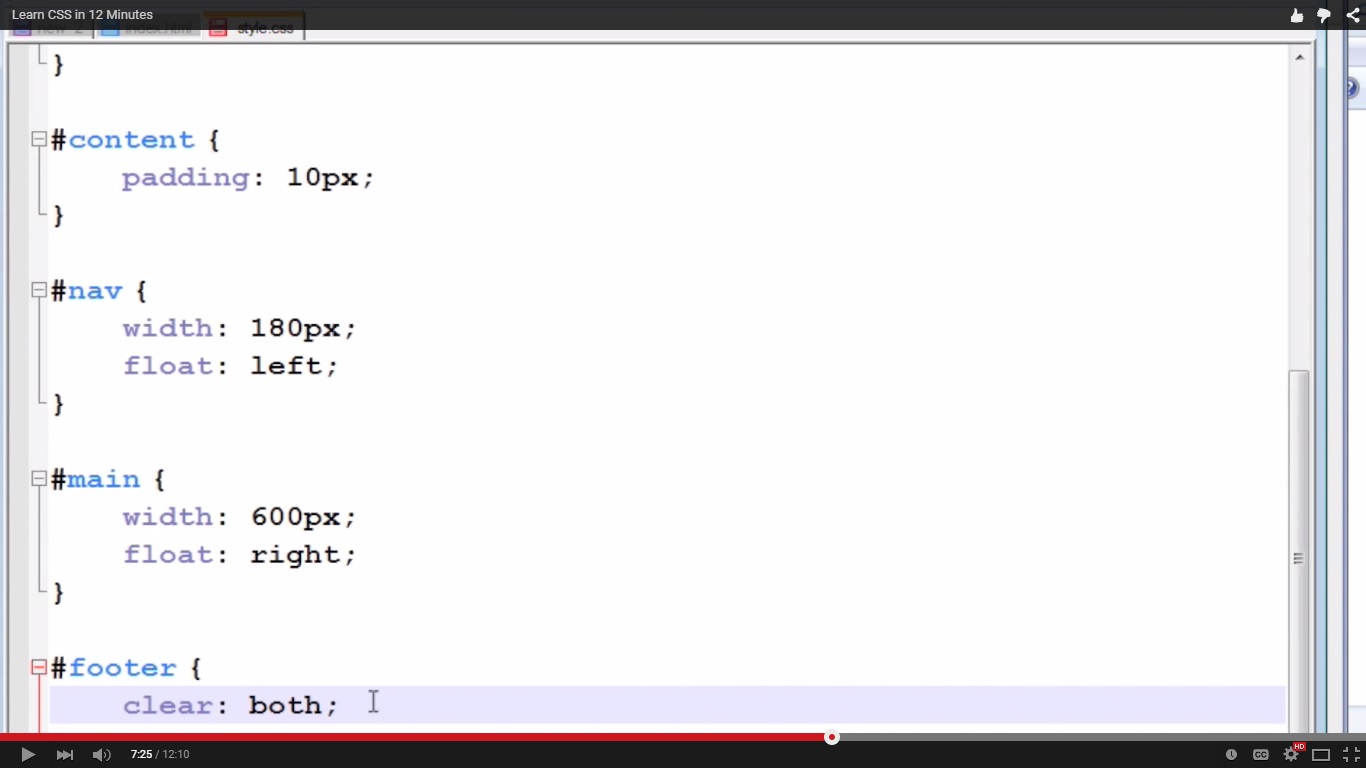 Learn CSS in 12 Minutes
new 2 index.html style.css
}
#content {
padding: 10px;
}
#nav {
width: 180px;
float: left;
}
#main {
width: 600px;
float: right;
}
#footer {
clear: both;
7:25 / 12:10
CC
HD